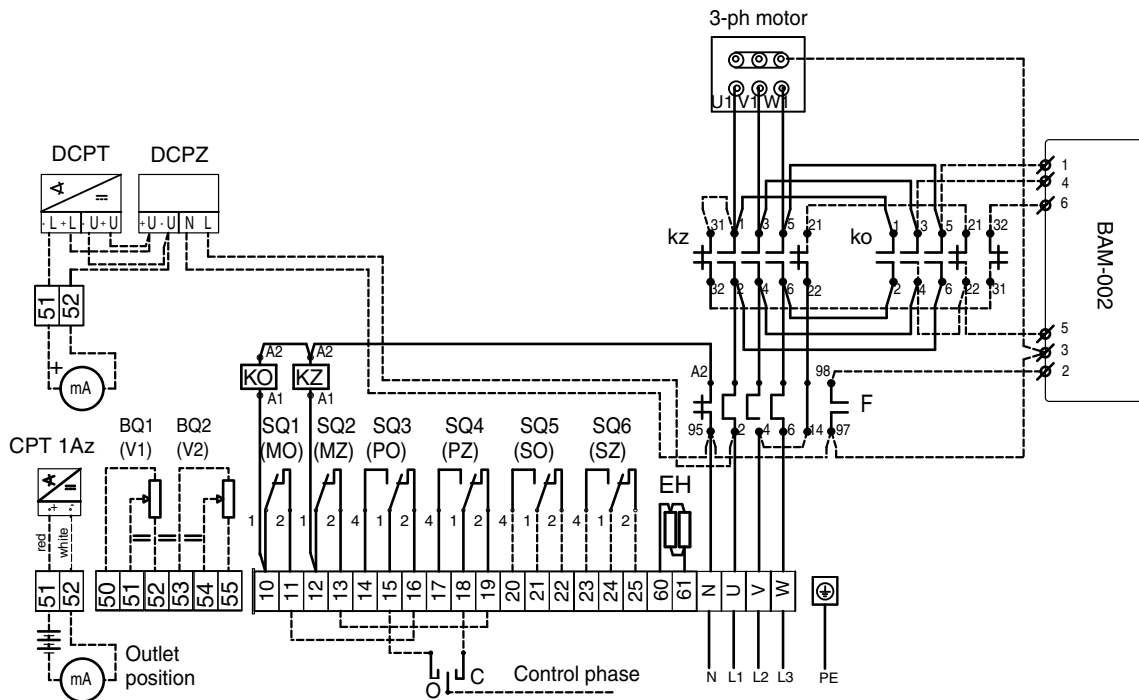 3-ph motor
U1 V1 W1
DCPT DCPZ
- L + L - U + U + U - U N L
51 52
+ mA
1
4
6
BAM-002
5
3
2
31 1 3 5 21 1 3 5 21 32
kz ko
32 2 4 6 22 2 4 6 22 31
A2 A2 A2 98
KO KZ F
A1 A1
95 2 4 6 14 97
CPT 1Az
BQ1 BQ2
(V1) (V2)
SQ1 SQ2 SQ3 SQ4 SQ5 SQ6
(MO) (MZ) (PO) (PZ) (SO) (SZ)
EH
+ -
red white
1 2 1 2 4 1 2 4 1 2 4 1 2 4 1 2
51 52
50 51 52 53 54 55
10 11 12 13 14 15 16 17 18 19 20 21 22 23 24 25 60 61 N U V W
Outlet
position
mA
O C
Control phase
N L1 L2 L3 PE